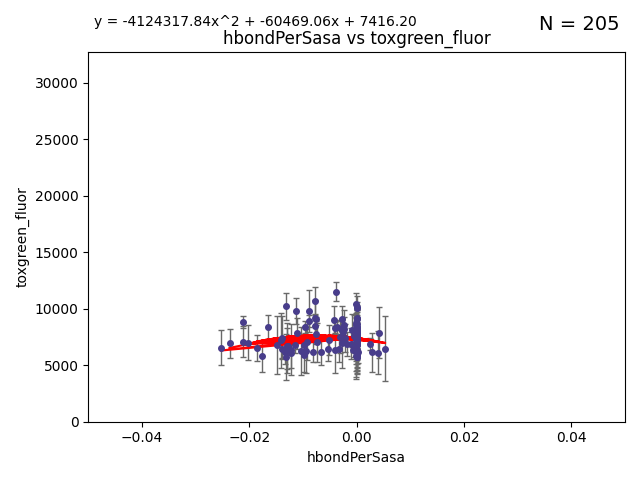 y = -4124317.84x^2 + -60469.06x + 7416.20
N = 205
hbondPerSasa vs toxgreen_fluor
30000
25000
20000
15000
10000
5000
0
toxgreen_fluor
−0.04
−0.02
0.00
0.02
0.04
hbondPerSasa